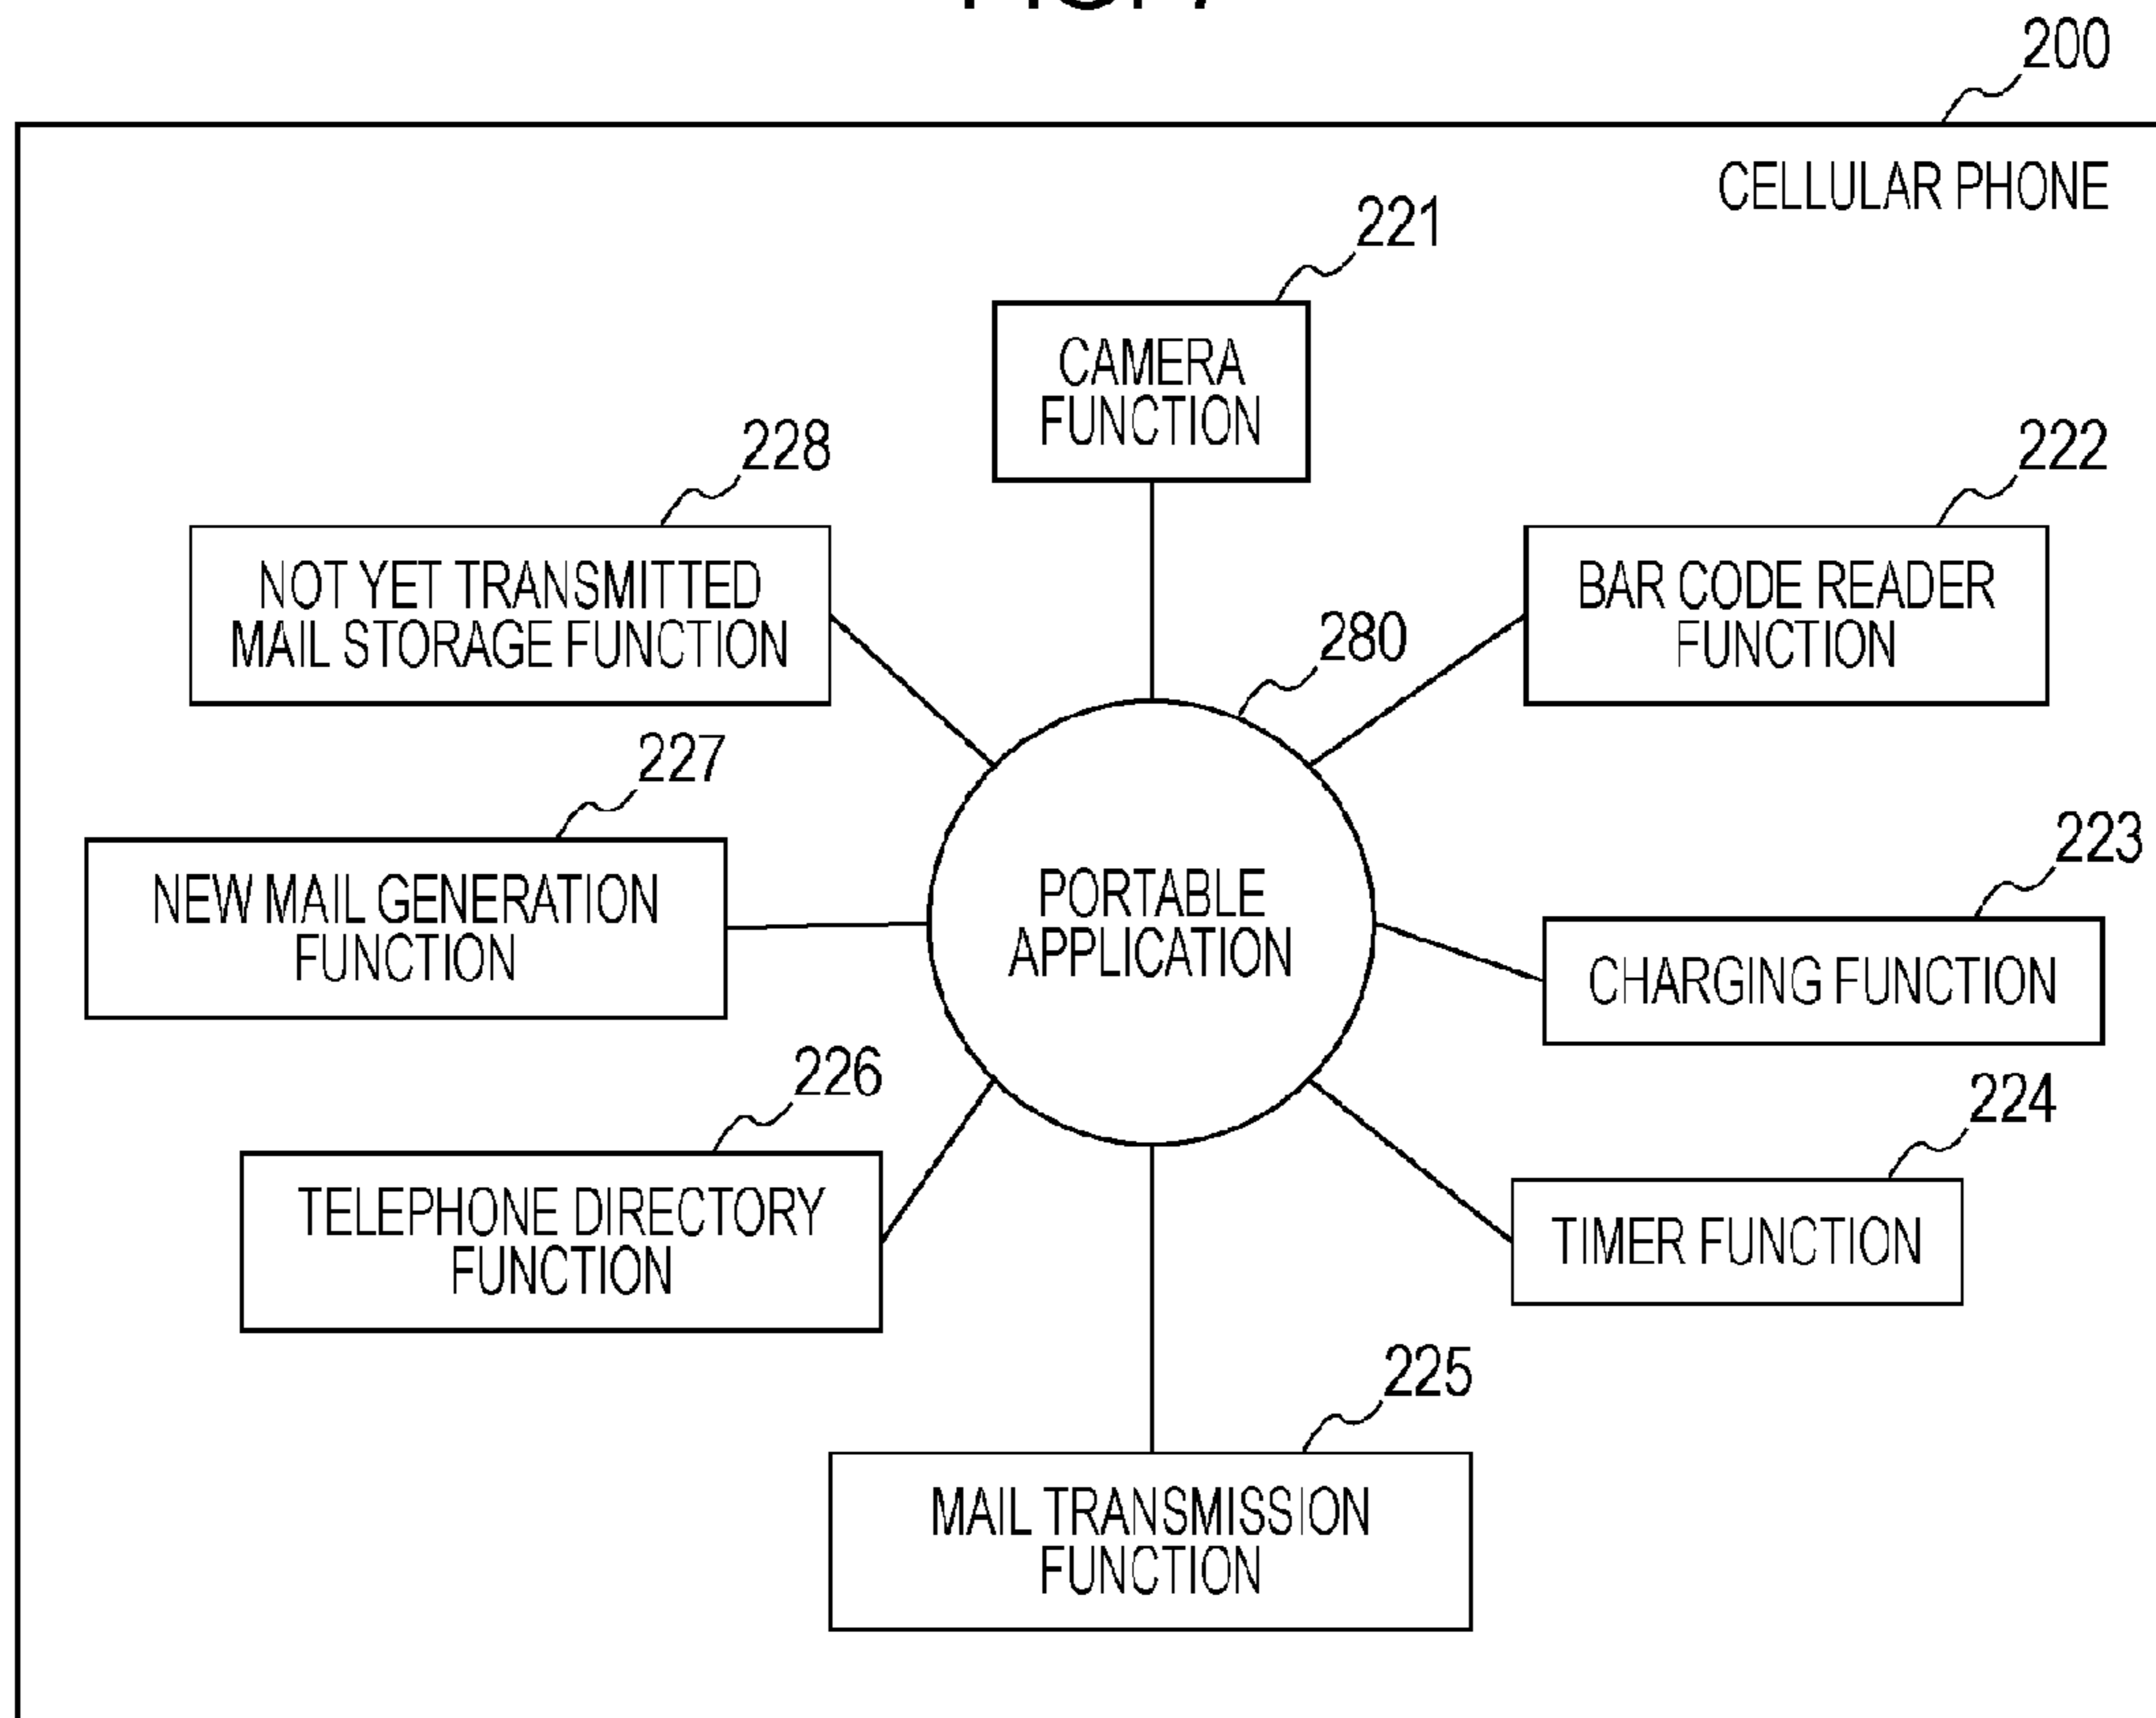 200
CELLULAR PHONE
221
CAMERA
FUNCTION
228
NOT YET TRANSMITTED
MAIL STORAGE FUNCTION
222
BAR CODE READER
FUNCTION
280
PORTABLE
APPLICATION
227
NEW MAIL GENERATION
FUNCTION
223
CHARGING FUNCTION
226
TELEPHONE DIRECTORY
FUNCTION
224
TIMER FUNCTION
225
MAIL TRANSMISSION
FUNCTION